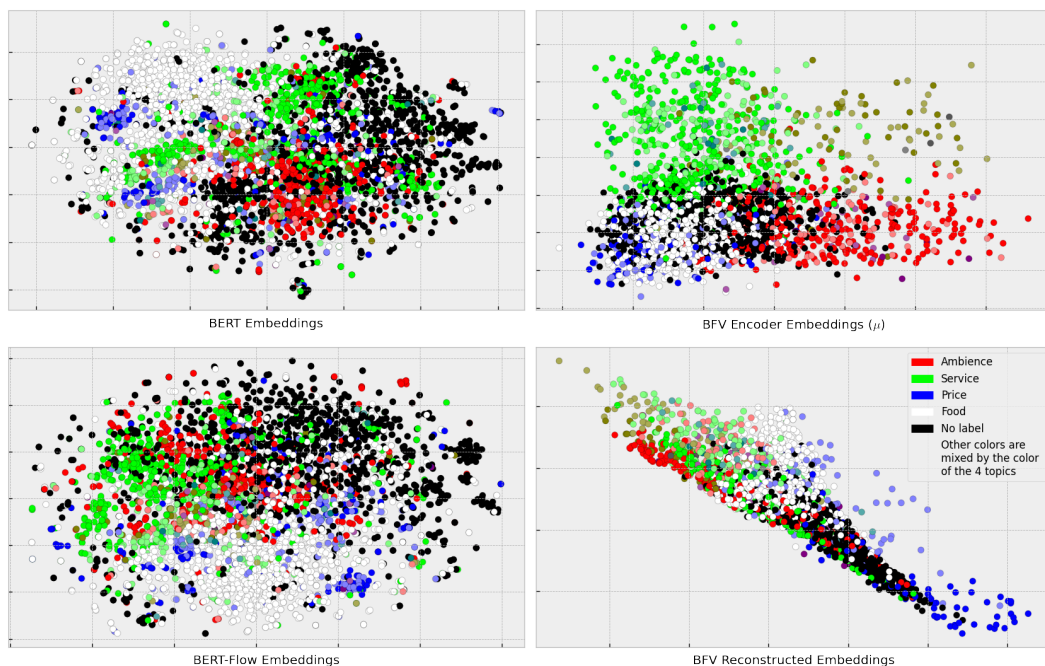 BERT Embeddings
BFV Encoder Embeddings (μ)
BERT-Flow Embeddings
Ambience
Service
Price
Food
No label
Other colors are
mixed by the color
of the 4 topics
BFV Reconstructed Embeddings